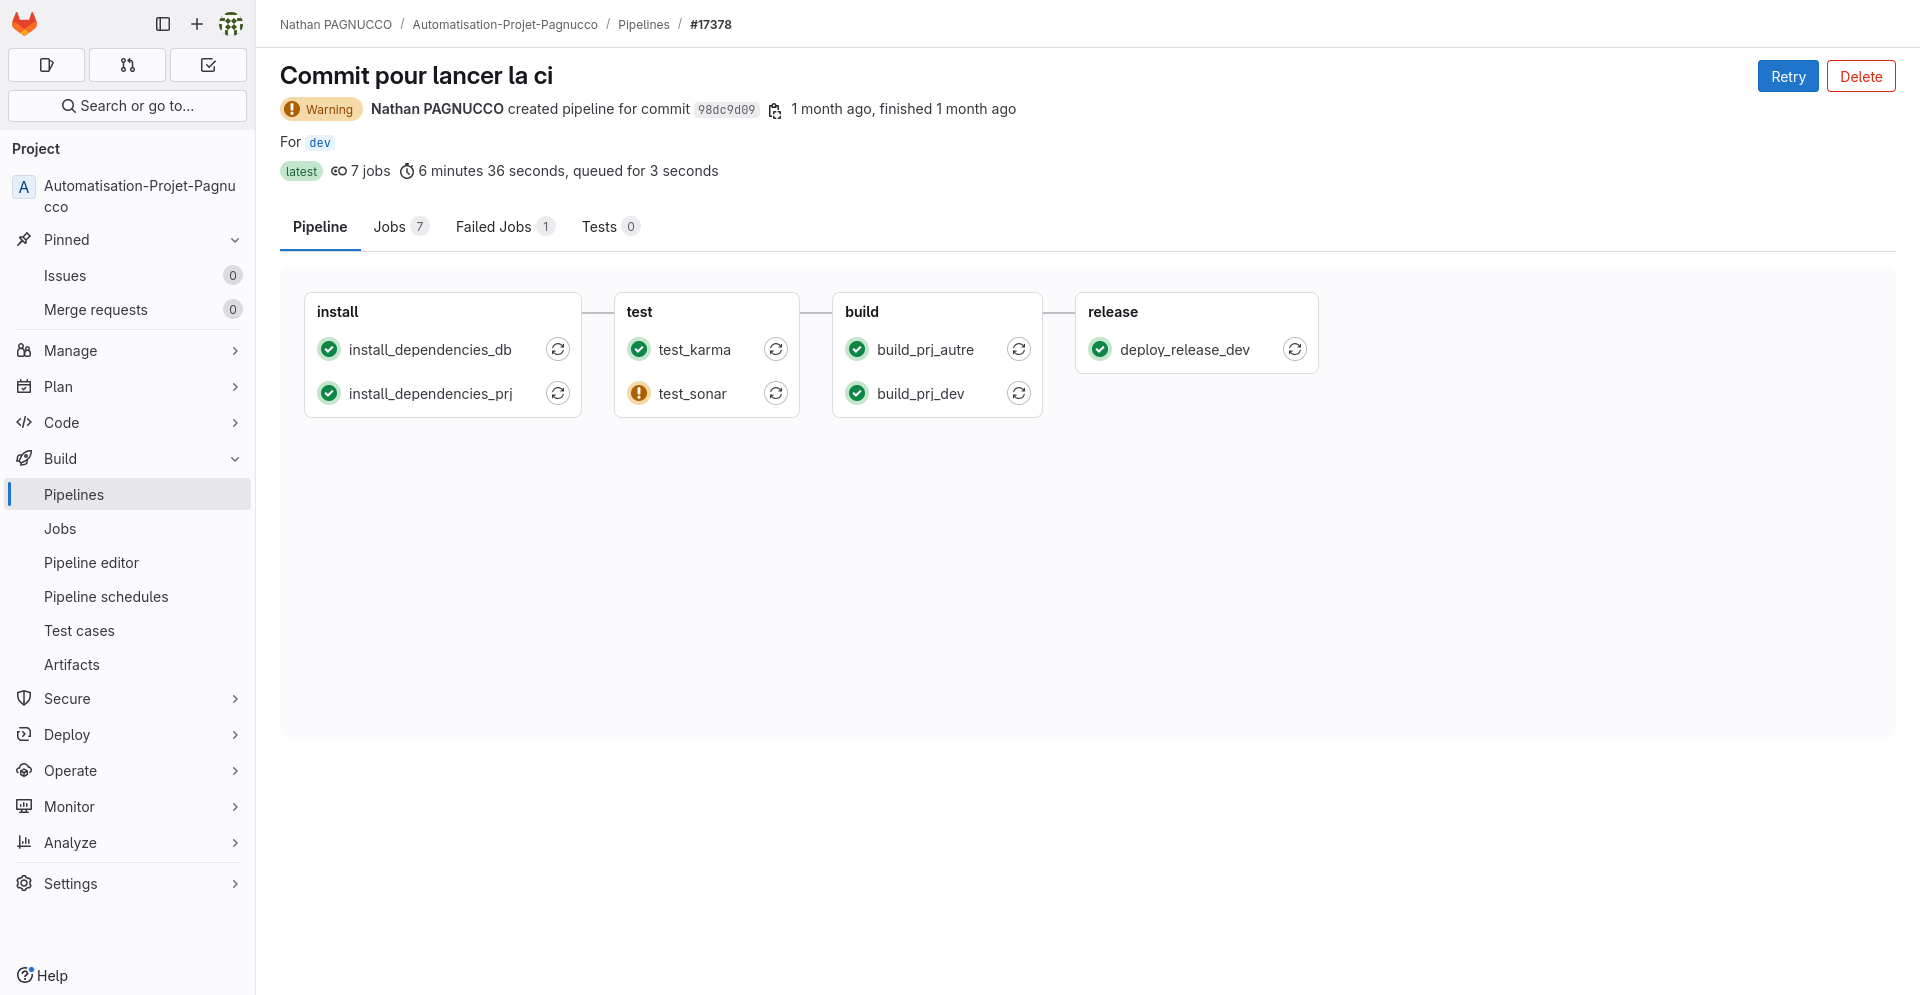 Nathan PAGNUCCO / Automatisation-Projet-Pagnucco / Pipelines / #17378
Search or go to...
Project
A Automatisation-Projet-Pagnu
cco
Pinned
Issues 0
Merge requests 0
Manage
Plan
Code
Build
Pipelines
Jobs
Pipeline editor
Pipeline schedules
Test cases
Artifacts
Secure
Deploy
Operate
Monitor
Analyze
Settings
Help
Commit pour lancer la ci
Retry Delete
Warning Nathan PAGNUCCO created pipeline for commit 98dc9d09 1 month ago, finished 1 month ago
For dev
latest 7 jobs 6 minutes 36 seconds, queued for 3 seconds
Pipeline Jobs 7 Failed Jobs 1 Tests 0
install
install_dependencies_db
install_dependencies_prj
test
test_karma
test_sonar
build
build_prj_autre
build_prj_dev
release
deploy_release_dev